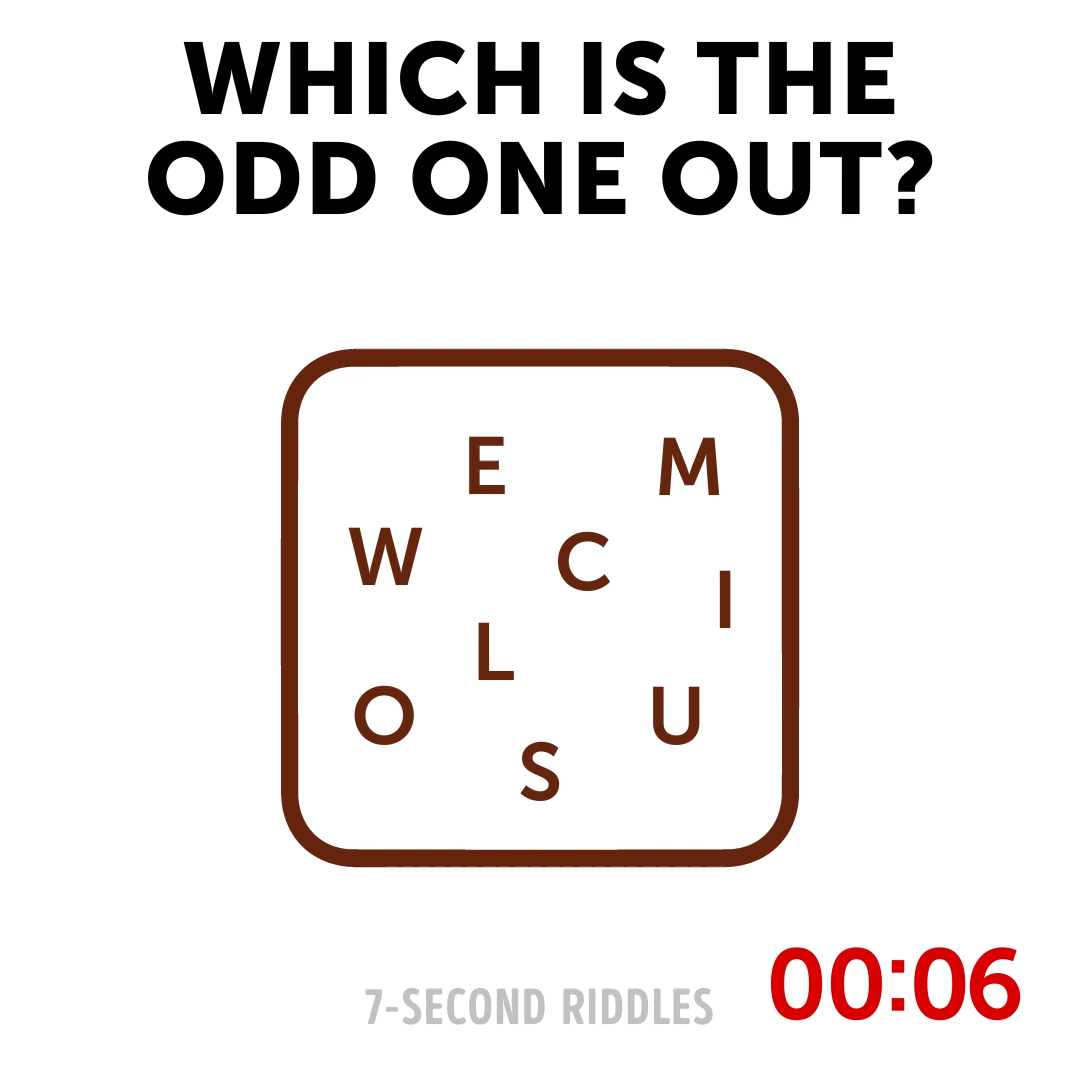 WHICH IS THE
ODD ONE OUT?
E M
W C
I
L
O U
S
7-SECOND RIDDLES
00:06